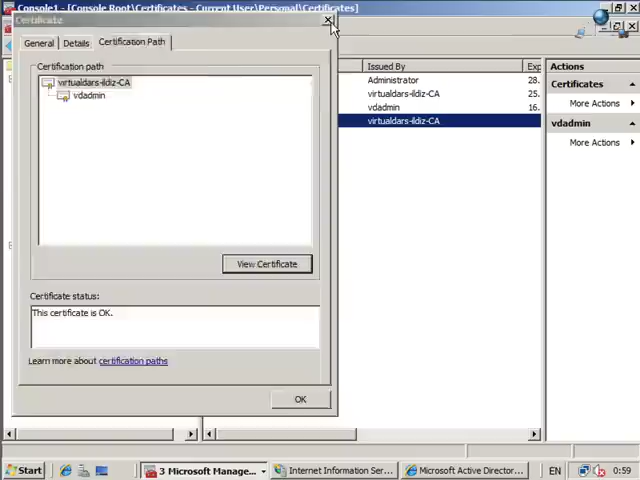 Console1 - [Console Root\Certificates - Current User\Personal\Certificates]
Certificate
General
Details
Certification Path
Certification path
virtualdars-ildiz-CA
vdadmin
View Certificate
Certificate status:
This certificate is OK.
Learn more about certification paths
OK
Issued By
Exp
Administrator
28.
virtualdars-ildiz-CA
25.
vdadmin
16.
virtualdars-ildiz-CA
Actions
Certificates
More Actions
vdadmin
More Actions
Start
3 Microsoft Manage...
Internet Information Ser...
Microsoft Active Director...
EN
0:59